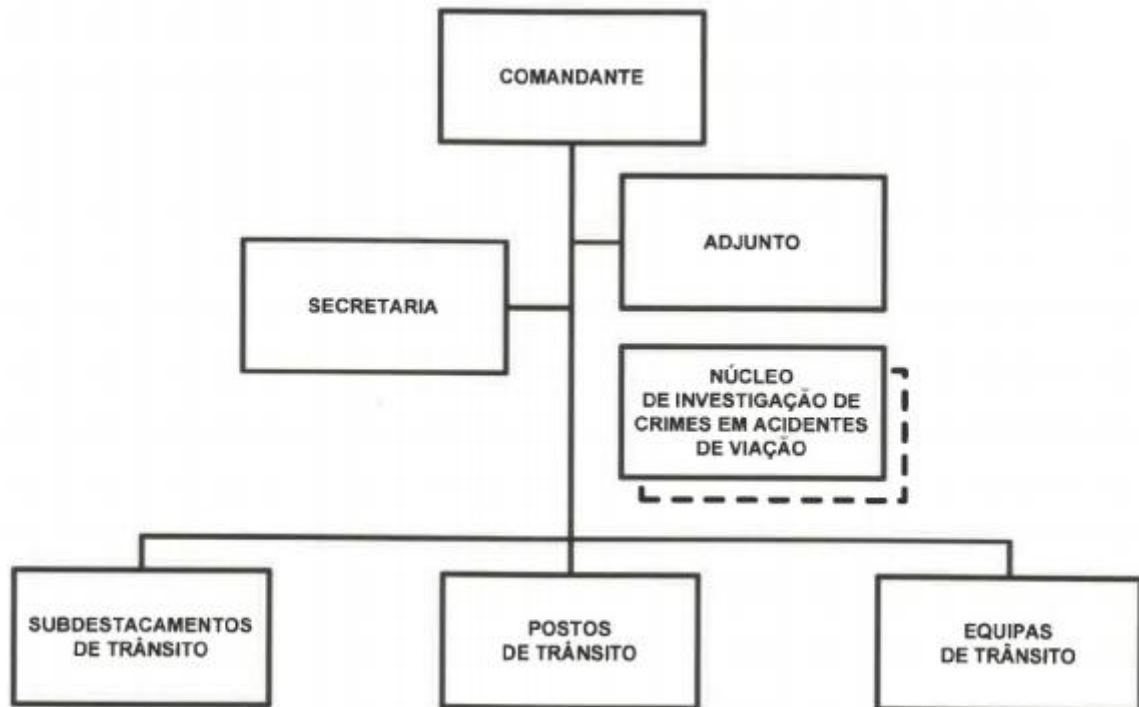 COMANDANTE
ADJUNTO
SECRETARIA
NÚCLEO
DE INVESTIGAÇÃO DE
CRIMES EM ACIDENTES
DE VIAÇÃO
SUBDESTACAMENTOS
DE TRÂNSITO
POSTOS
DE TRÂNSITO
EQUIPAS
DE TRÂNSITO